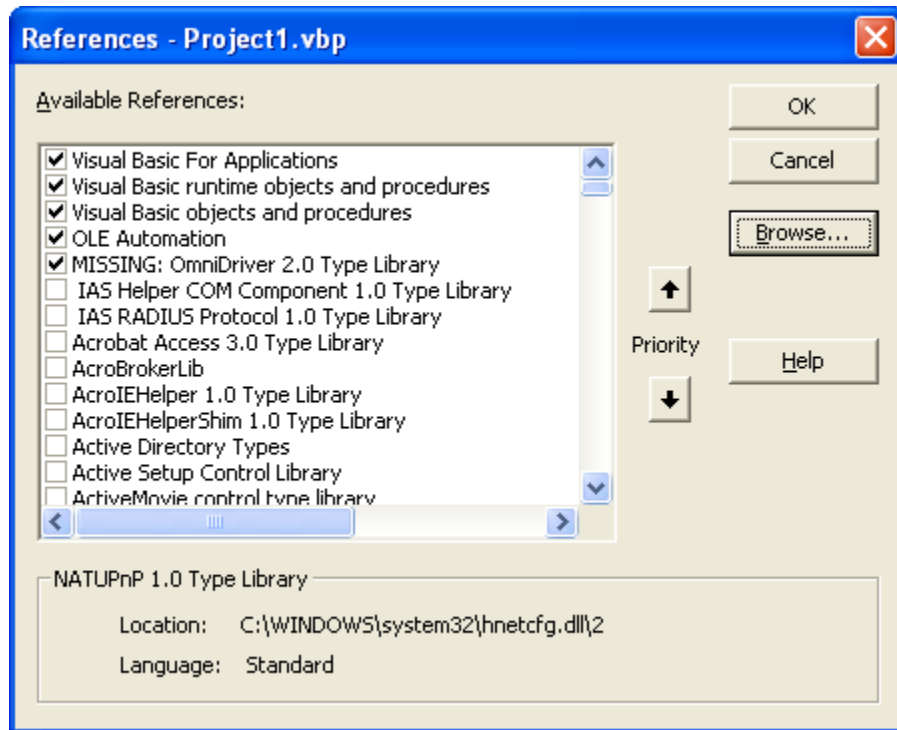 References - Project1.vbp
Available References:
OK
Cancel
Browse...
Help
Visual Basic For Applications
Visual Basic runtime objects and procedures
Visual Basic objects and procedures
OLE Automation
MISSING: OmniDriver 2.0 Type Library
IAS Helper COM Component 1.0 Type Library
IAS RADIUS Protocol 1.0 Type Library
Acrobat Access 3.0 Type Library
AcroBrokerLib
AcroIEHelper 1.0 Type Library
AcroIEHelperShim 1.0 Type Library
Active Directory Types
Active Setup Control Library
ActiveMovie control type library
Priority
NATUPnP 1.0 Type Library
Location: C:\WINDOWS\system32\hnetcfg.dll\2
Language: Standard